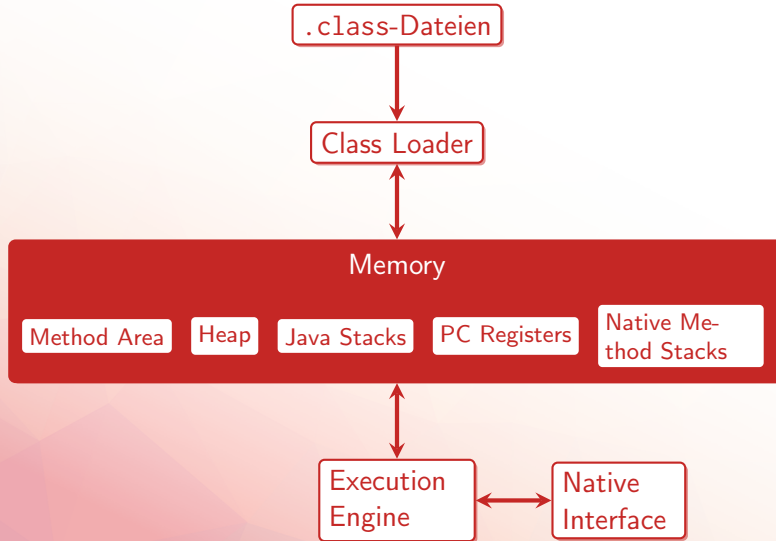 .class-Dateien
Class Loader
Memory
Method Area
Heap
Java Stacks
PC Registers
Native Me-
thod Stacks
Execution
Engine
Native
Interface